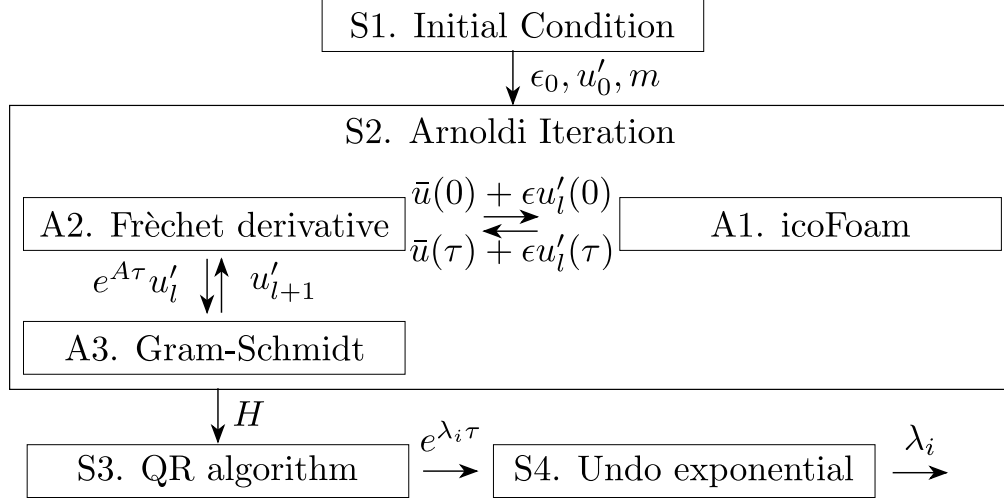 S1. Initial Condition
ϵ₀, u′₀, m
S2. Arnoldi Iteration
ū(0) + ϵu′ₗ(0)
A2. Frèchet derivative
A1. icoFoam
ū(τ) + ϵu′ₗ(τ)
e^{Aτ}u′ₗ
u′ₗ₊₁
A3. Gram-Schmidt
H
S3. QR algorithm
e^{λᵢτ}
S4. Undo exponential
λᵢ